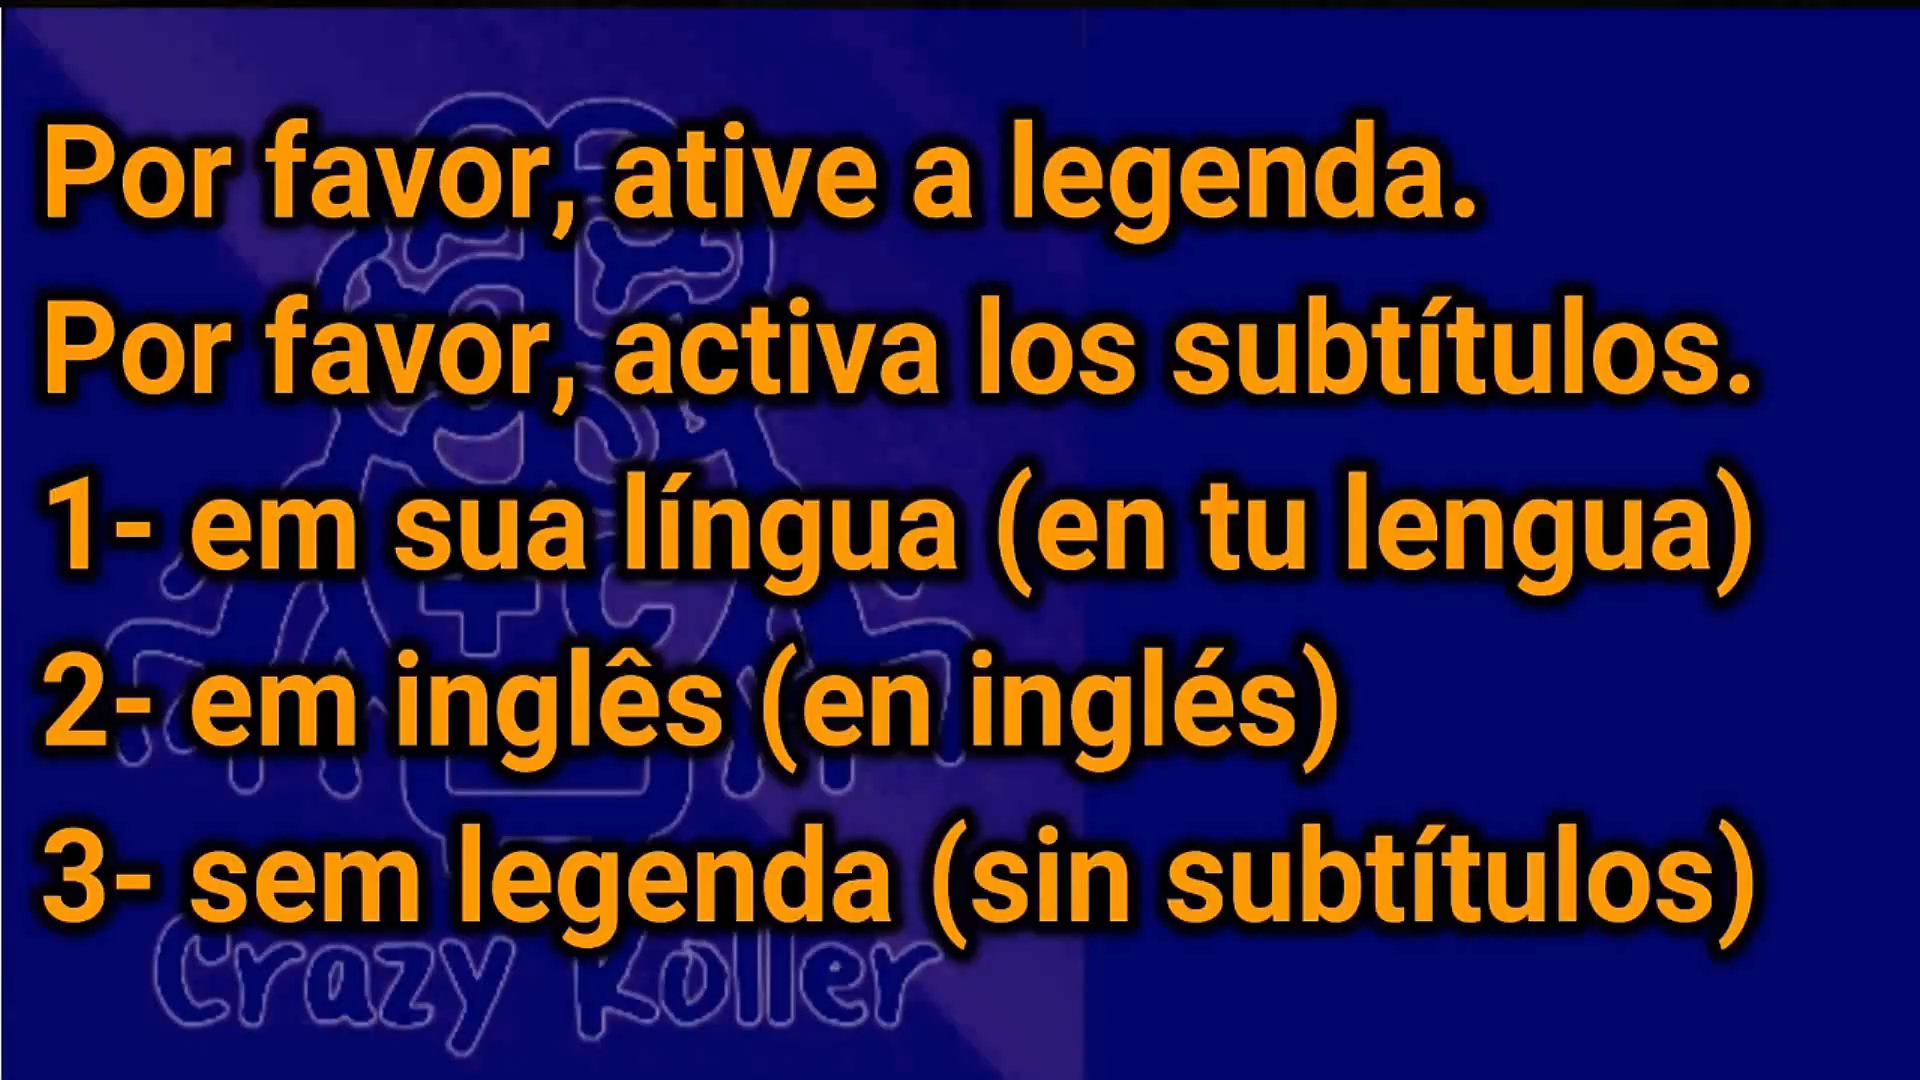 Por favor, ative a legenda.
Por favor, activa los subtítulos.
1- em sua língua (en tu lengua)
2- em inglês (en inglés)
3- sem legenda (sin subtítulos)
Crazy Koller